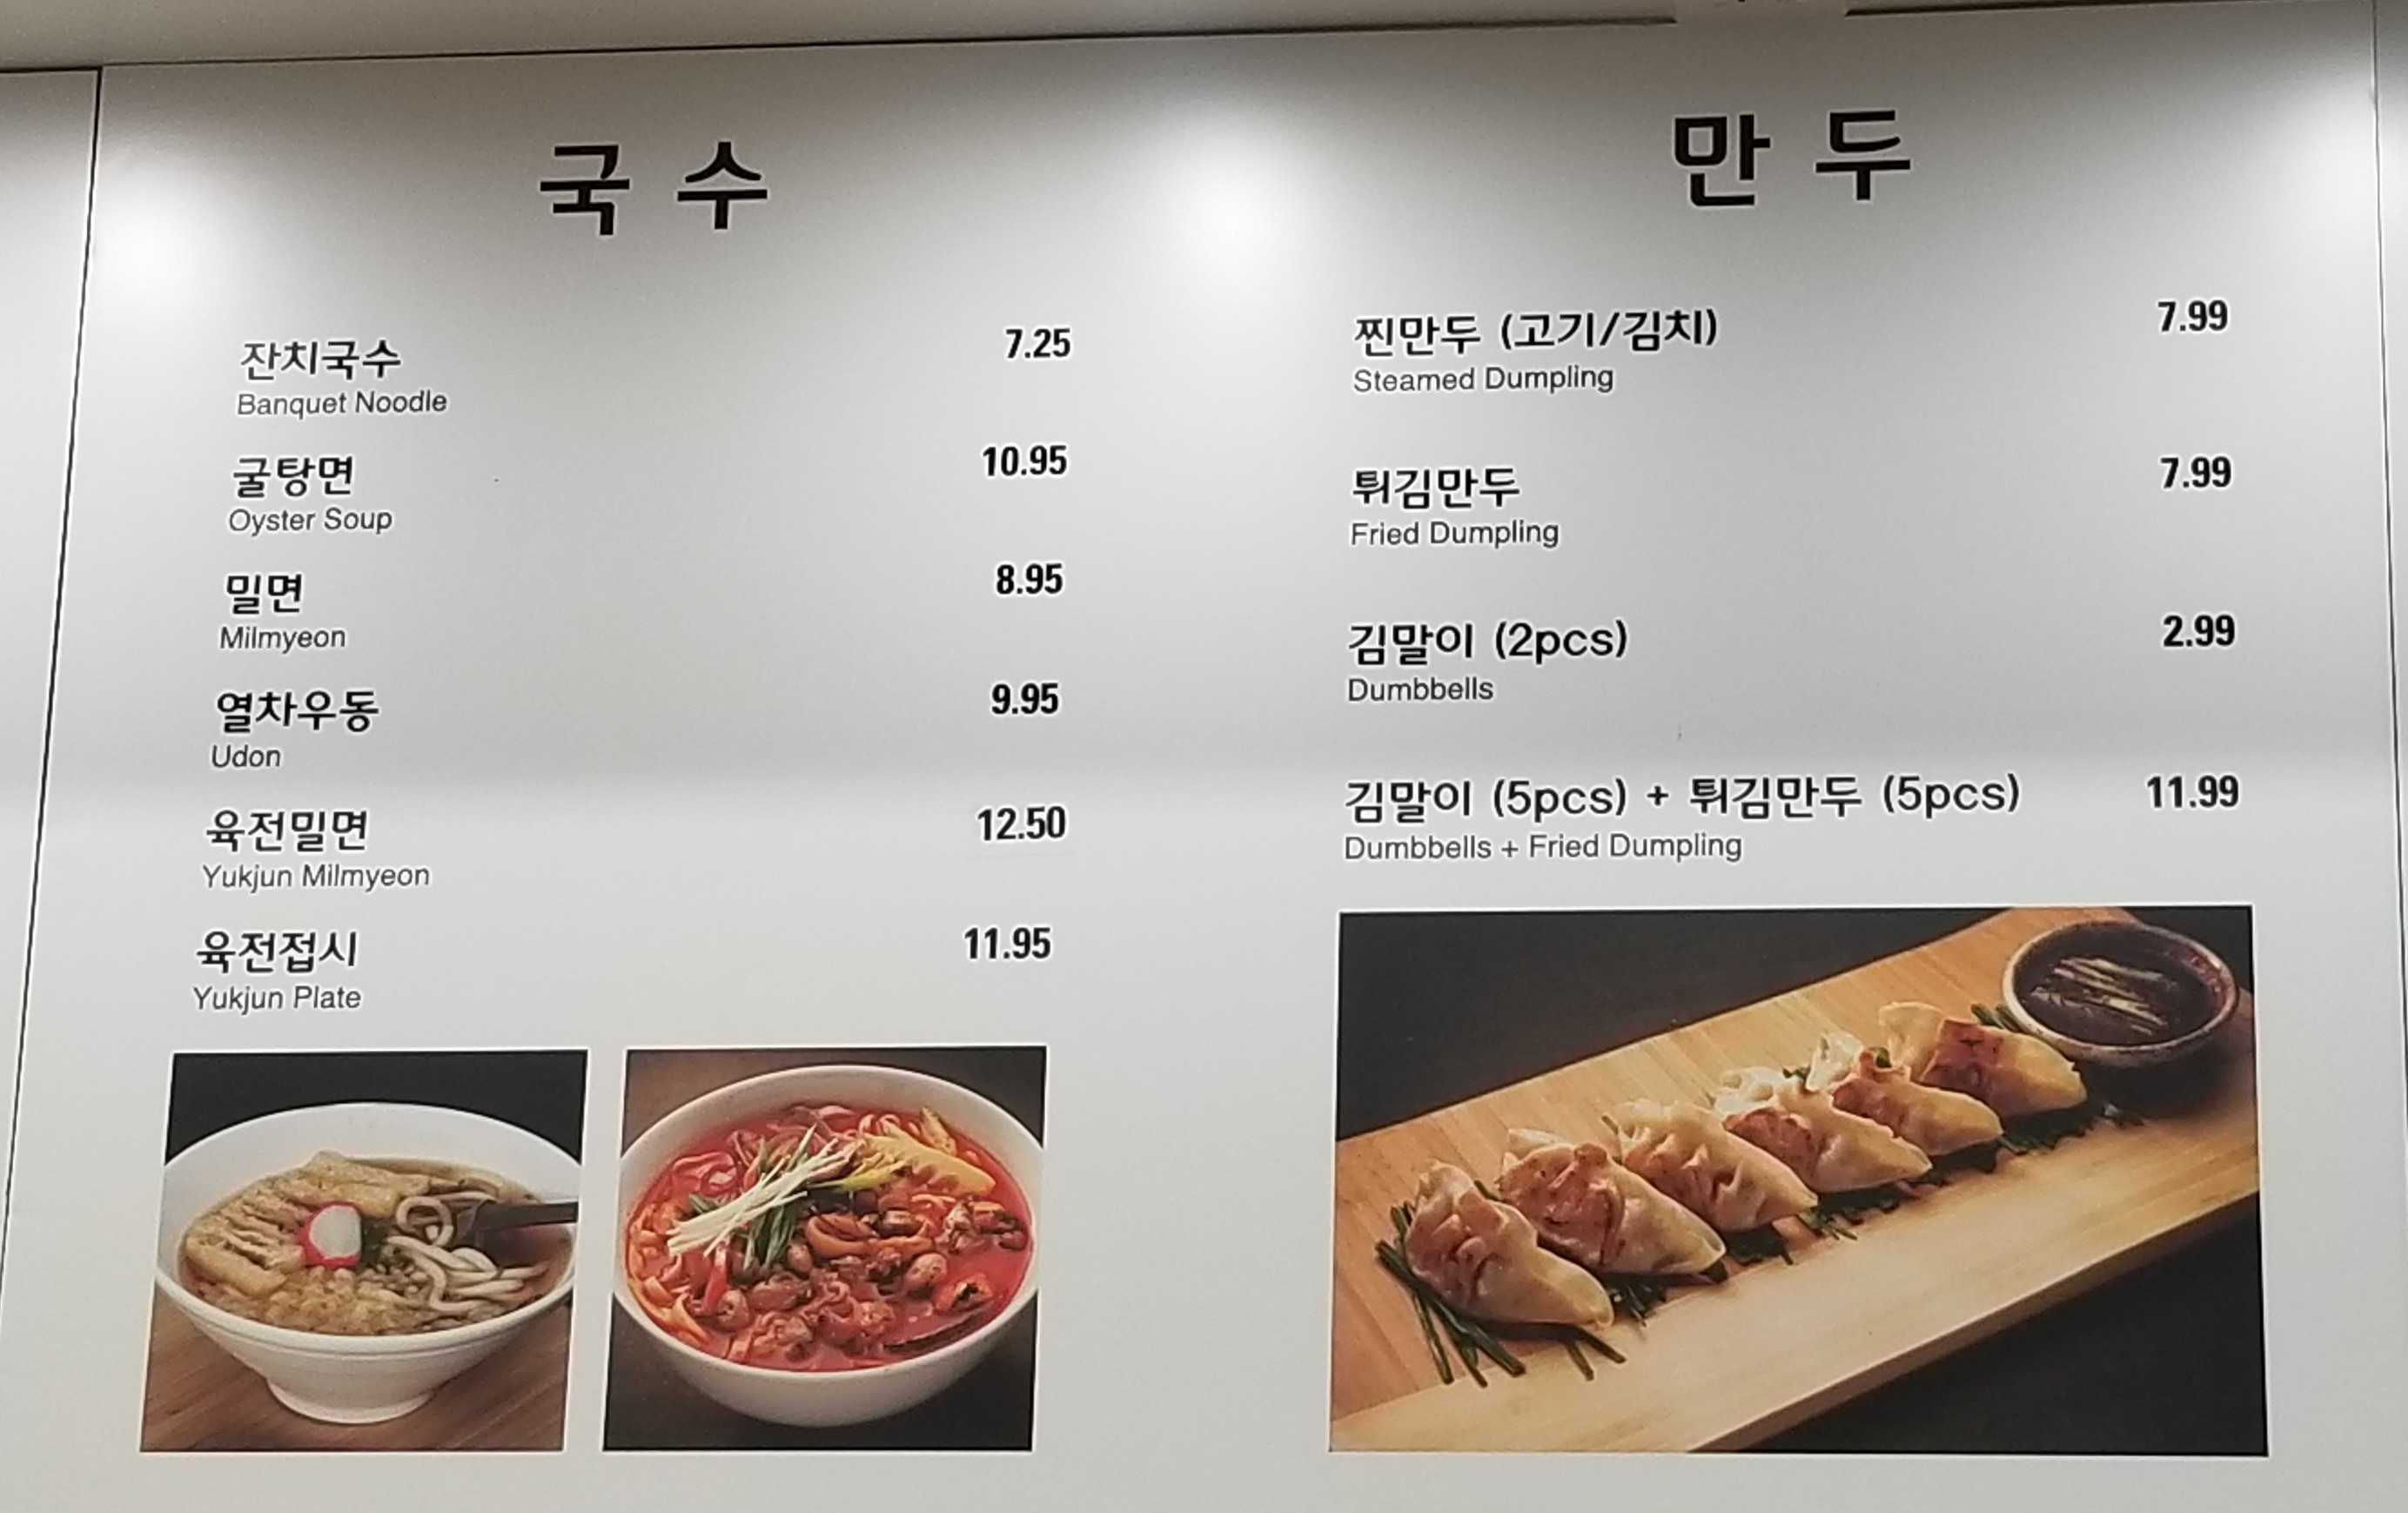 국수
잔치국수 7.25
Banquet Noodle
굴탕면 10.95
Oyster Soup
밀면 8.95
Milmyeon
열차우동 9.95
Udon
육전밀면 12.50
Yukjun Milmyeon
육전접시 11.95
Yukjun Plate
만두
찐만두 (고기/김치) 7.99
Steamed Dumpling
튀김만두 7.99
Fried Dumpling
김말이 (2pcs) 2.99
Dumbbells
김말이 (5pcs) + 튀김만두 (5pcs) 11.99
Dumbbells + Fried Dumpling